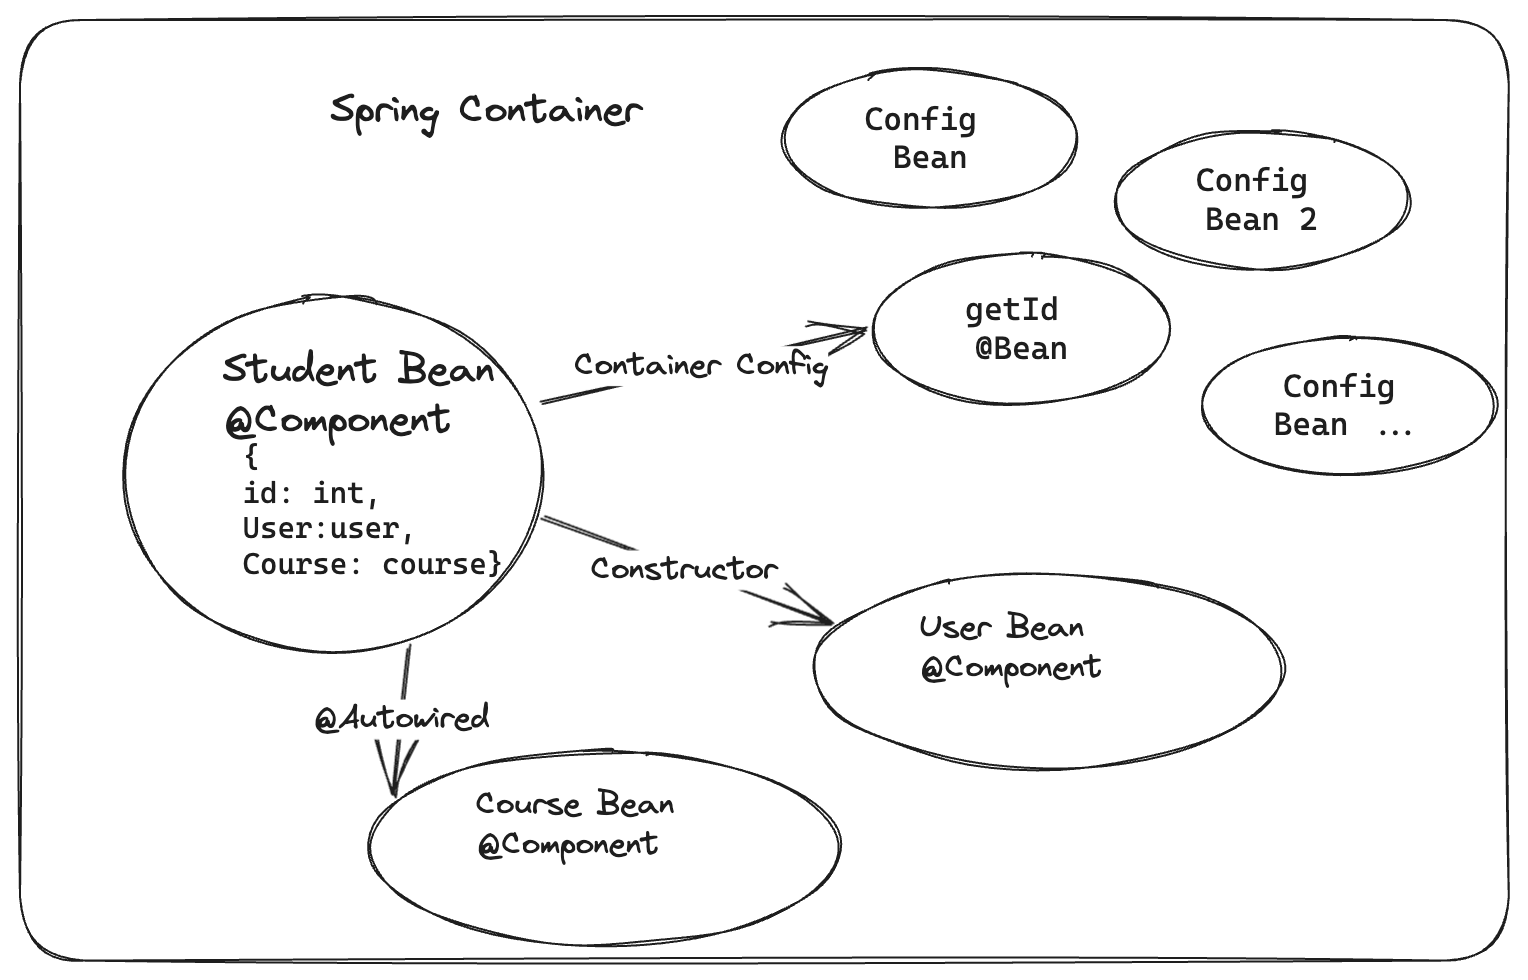 Spring Container
Config
Bean
Config
Bean 2
getId
@Bean
Config
Bean ...
Student Bean
@Component
{
id: int,
User:user,
Course: course}
Container Config
Constructor
User Bean
@Component
@Autowired
Course Bean
@Component